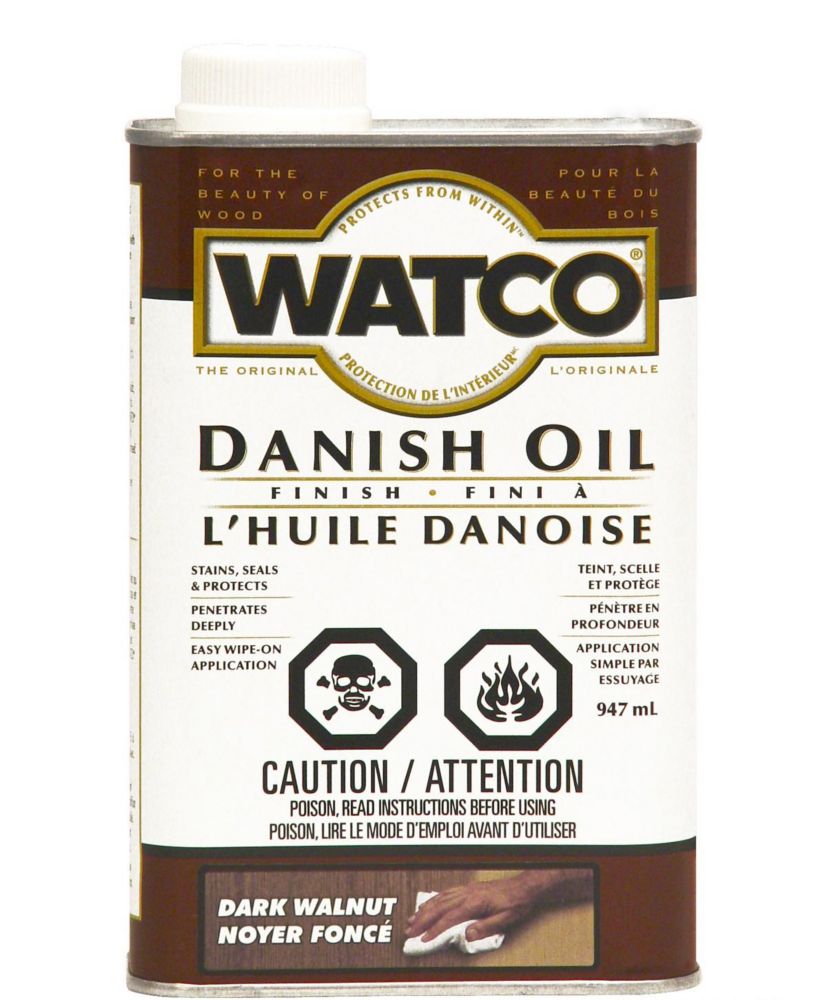 FOR THE
BEAUTY OF
WOOD
POUR LA
BEAUTÉ DU
BOIS
PROTECTS FROM WITHIN™
WATCO®
PROTECTION DE L'INTÉRIEUR MC
THE ORIGINAL
L'ORIGINALE
DANISH OIL
FINISH • FINI À
L'HUILE DANOISE
STAINS, SEALS
& PROTECTS
PENETRATES
DEEPLY
EASY WIPE-ON
APPLICATION
TEINT, SCELLE
ET PROTÈGE
PÉNÈTRE EN
PROFONDEUR
APPLICATION
SIMPLE PAR
ESSUYAGE
947 mL
CAUTION / ATTENTION
POISON, READ INSTRUCTIONS BEFORE USING
POISON, LIRE LE MODE D'EMPLOI AVANT D'UTILISER
DARK WALNUT
NOYER FONCÉ